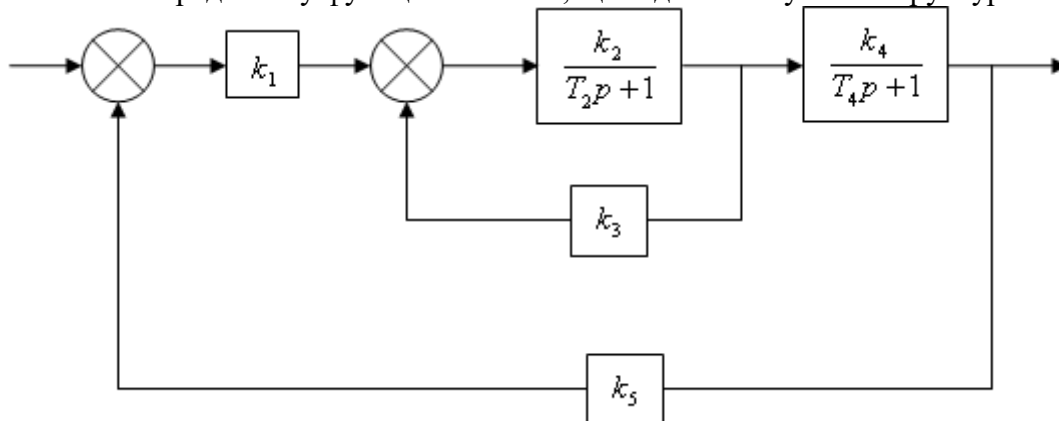 k₁
k₂
T₂p + 1
k₄
T₄p + 1
k₃
k₅